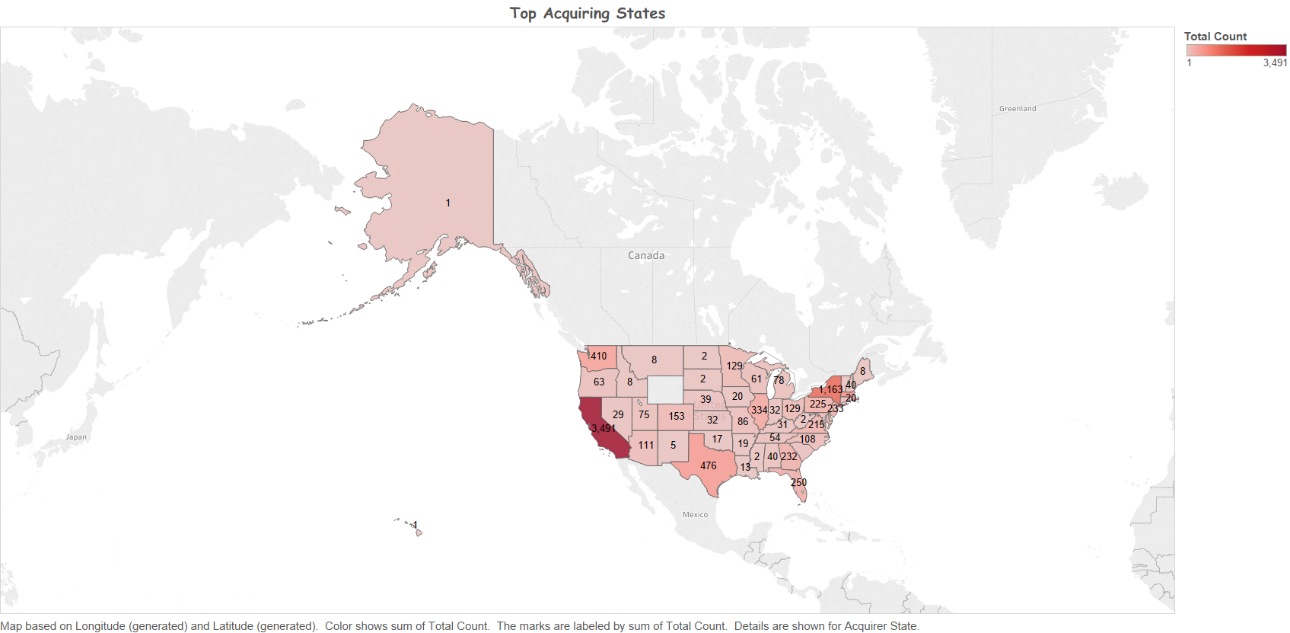 Top Acquiring States
Total Count
1 3,491
Greenland
1
Canada
410 8 2 129 61 78 8
63 8 2 1,163 40
39 20 225 20
29 75 153 334 32 129 233
3,491 32 86 31 2 215
111 5 17 19 54 108
476 13 2 40 232
250
Japan
Mexico
1
Map based on Longitude (generated) and Latitude (generated). Color shows sum of Total Count. The marks are labeled by sum of Total Count. Details are shown for Acquirer State.